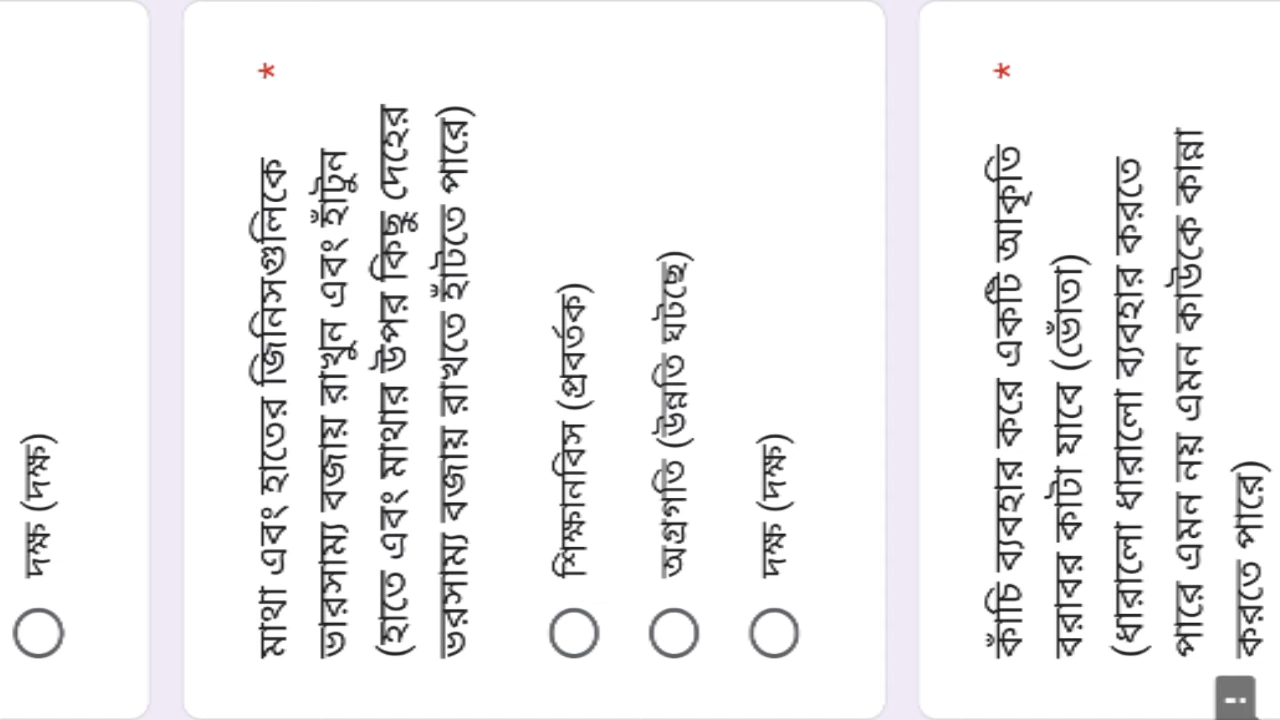 দক্ষ (দক্ষ)
মাথা এবং হাতের জিনিসগুলিকে *
ভারসাম্য বজায় রাখুন এবং হাঁটুন
(হাতে এবং মাথার উপর কিছু দেহের
ভরসাম্য বজায় রাখতে হাঁটতে পারে)
শিক্ষানবিস (প্রবর্তক)
অগ্রগতি (উন্নতি ঘটছে)
দক্ষ (দক্ষ)
কাঁচি ব্যবহার করে একটি আকৃতি *
বরাবর কাটা যাবে (ভোঁতা)
(ধারালো ধারালো ব্যবহার করতে
পারে এমন নয় এমন কাউকে কান্না
করতে পারে)
!